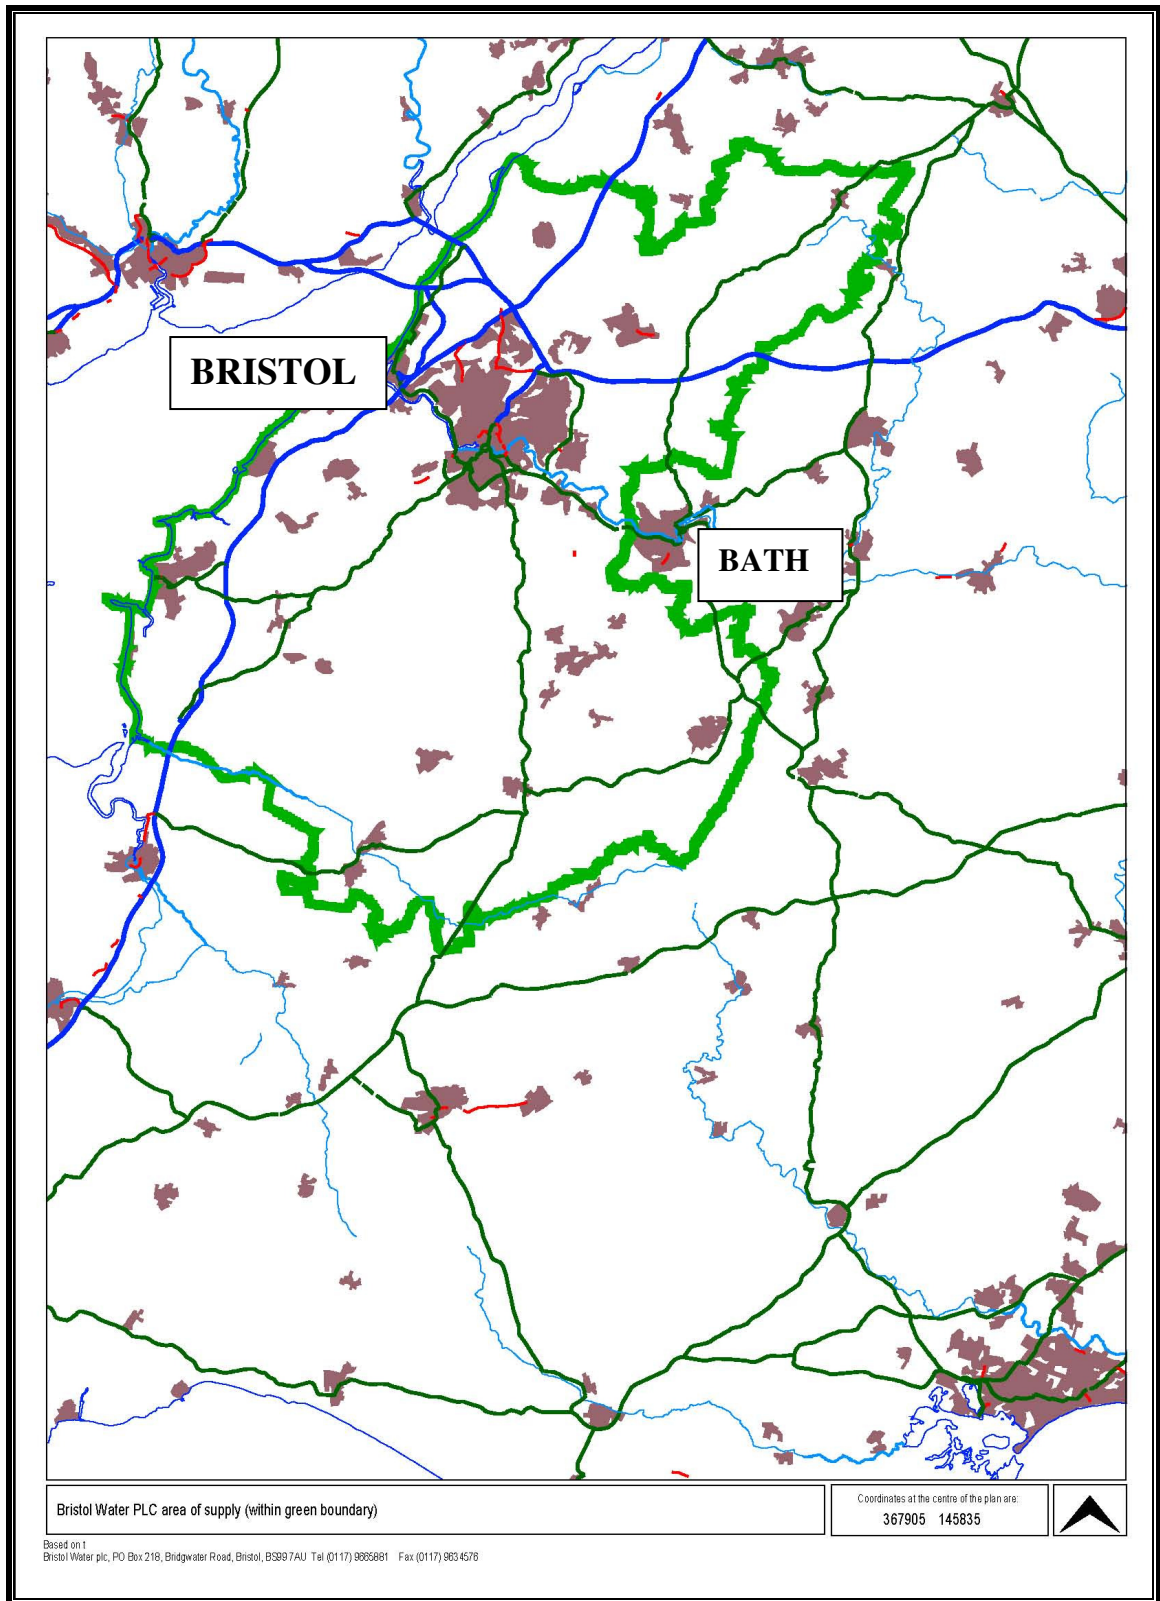 BRISTOL
BATH
Bristol Water PLC area of supply (within green boundary)
Coordinates at the centre of the plan are:
367905 145835
Based on t
Bristol Water plc, PO Box 218, Bridgwater Road, Bristol, BS99 7AU Tel (0117) 9665881 Fax (0117) 9634576